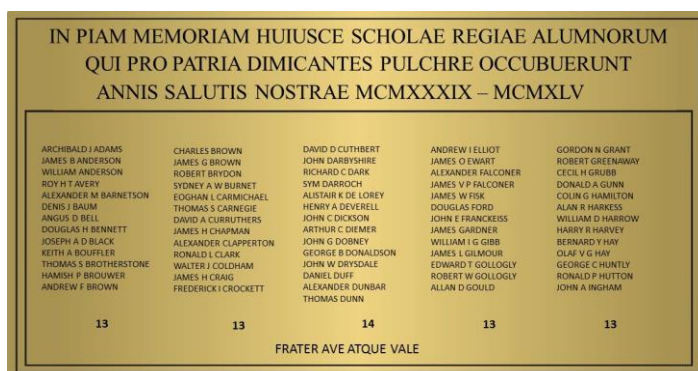 IN PIAM MEMORIAM HUIUSCE SCHOLAE REGIAE ALUMNORUM
QUI PRO PATRIA DIMICANTES PULCHRE OCCUBUERUNT
ANNIS SALUTIS NOSTRAE MCMXXXIX – MCMXLV
ARCHIBALD J ADAMS
JAMES B ANDERSON
WILLIAM ANDERSON
ROY H T AVERY
ALEXANDER M BARNETSON
DENIS J BAUM
ANGUS D BELL
DOUGLAS H BENNETT
JOSEPH A D BLACK
KEITH A BOUFFLER
THOMAS S BROTHERSTONE
HAMISH P BROUWER
ANDREW F BROWN
13
CHARLES BROWN
JAMES G BROWN
ROBERT BRYDON
SYDNEY A W BURNET
EOGHAN L CARMICHAEL
THOMAS S CARNEGIE
DAVID A CURRUTHERS
JAMES H CHAPMAN
ALEXANDER CLAPPERTON
RONALD L CLARK
WALTER J COLDHAM
JAMES H CRAIG
FREDERICK I CROCKETT
13
DAVID D CUTHBERT
JOHN DARBYSHIRE
RICHARD C DARK
SYM DARROCH
ALISTAIR K DE LOREY
HENRY A DEVERELL
JOHN C DICKSON
ARTHUR C DIEMER
JOHN G DOBNEY
GEORGE B DONALDSON
JOHN W DRYSDALE
DANIEL DUFF
ALEXANDER DUNBAR
THOMAS DUNN
14
ANDREW I ELLIOT
JAMES O EWART
ALEXANDER FALCONER
JAMES V P FALCONER
JAMES W FISK
DOUGLAS FORD
JOHN E FRANCKEISS
JAMES GARDNER
WILLIAM I G GIBB
JAMES L GILMOUR
EDWARD T GOLLOGLY
ROBERT W GOLLOGLY
ALLAN D GOULD
13
GORDON N GRANT
ROBERT GREENAWAY
CECIL H GRUBB
DONALD A GUNN
COLIN G HAMILTON
ALAN R HARKESS
WILLIAM D HARROW
HARRY R HARVEY
BERNARD Y HAY
OLAF V G HAY
GEORGE C HUNTLY
RONALD P HUTTON
JOHN A INGHAM
13
FRATER AVE ATQUE VALE